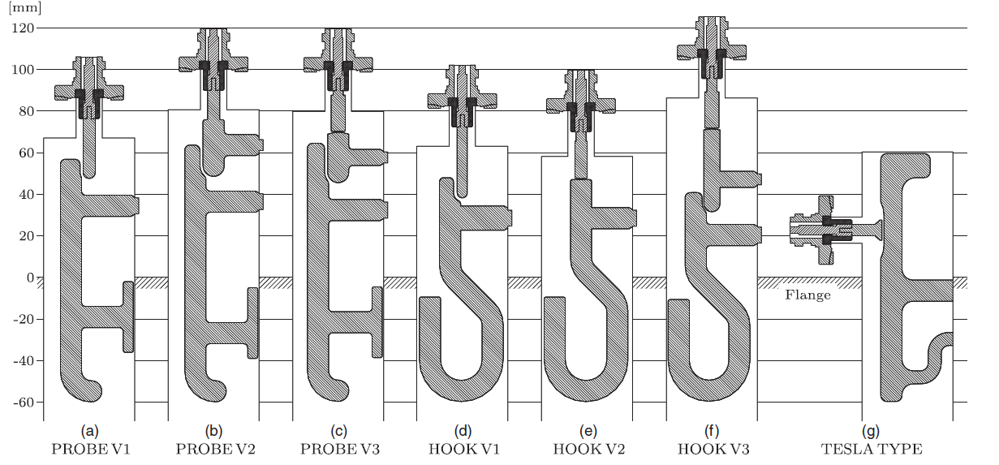 [mm]
120
100
80
60
40
20
0
-20
-40
-60
Flange
(a) (b) (c) (d) (e) (f) (g)
PROBE V1 PROBE V2 PROBE V3 HOOK V1 HOOK V2 HOOK V3 TESLA TYPE